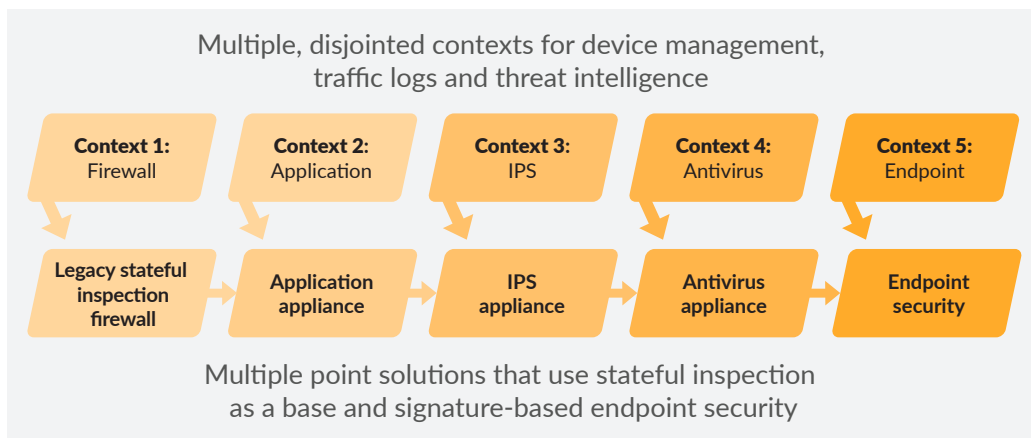 Multiple, disjointed contexts for device management,
traffic logs and threat intelligence
Context 1:
Firewall
Context 2:
Application
Context 3:
IPS
Context 4:
Antivirus
Context 5:
Endpoint
Legacy stateful
inspection
firewall
Application
appliance
IPS
appliance
Antivirus
appliance
Endpoint
security
Multiple point solutions that use stateful inspection
as a base and signature-based endpoint security